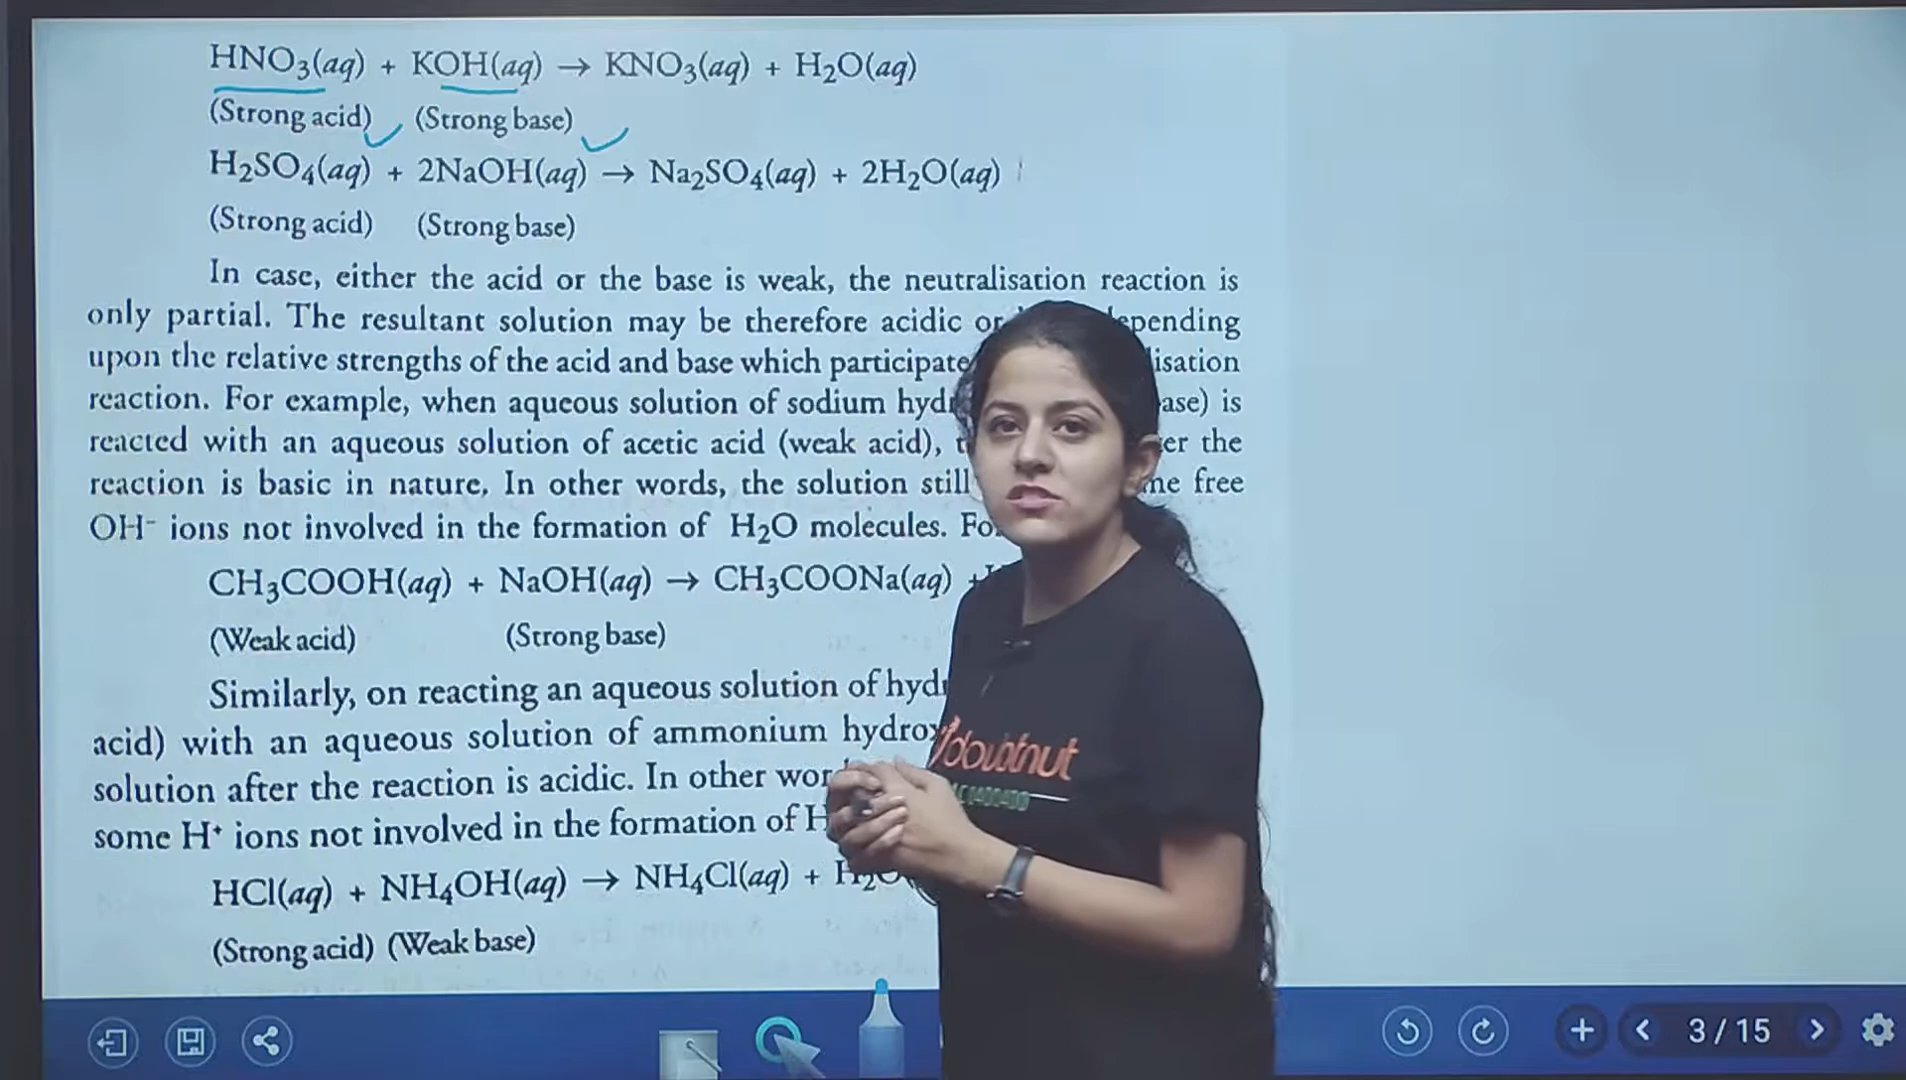 HNO₃(aq) + KOH(aq) → KNO₃(aq) + H₂O(aq)
(Strong acid) (Strong base)
H₂SO₄(aq) + 2NaOH(aq) → Na₂SO₄(aq) + 2H₂O(aq)
(Strong acid) (Strong base)
In case, either the acid or the base is weak, the neutralisation reaction is
only partial. The resultant solution may be therefore acidic or
upon the relative strengths of the acid and base which participate
reaction. For example, when aqueous solution of sodium is
reacted with an aqueous solution of acetic acid (weak acid), the
reaction is basic in nature. In other words, the solution still free
OH⁻ ions not involved in the formation of H₂O molecules.
CH₃COOH(aq) + NaOH(aq) → CH₃COONa(aq) +
(Weak acid) (Strong base)
Similarly, on reacting an aqueous solution of
acid) with an aqueous solution of ammonium
solution after the reaction is acidic. In other
some H⁺ ions not involved in the formation of
HCl(aq) + NH₄OH(aq) → NH₄Cl(aq) + H₂O
(Strong acid) (Weak base)
doubtnut
3 / 15